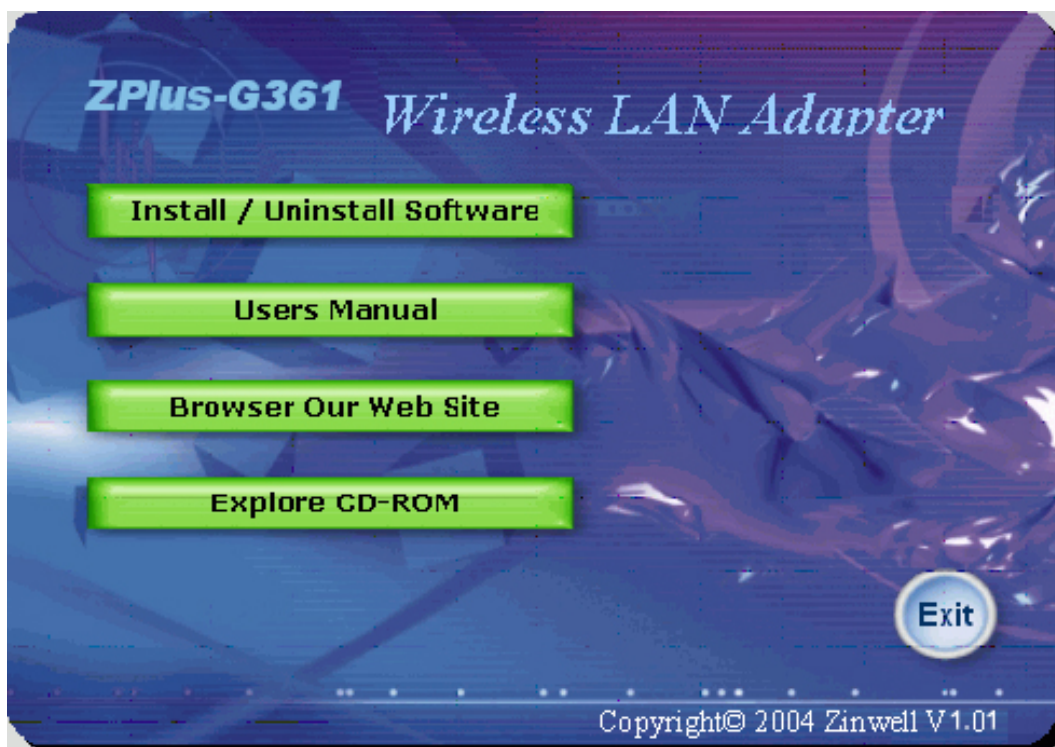 ZPlus-G361 Wireless LAN Adapter
Install / Uninstall Software
Users Manual
Browser Our Web Site
Explore CD-ROM
Exit
Copyright© 2004 Zinwell V1.01